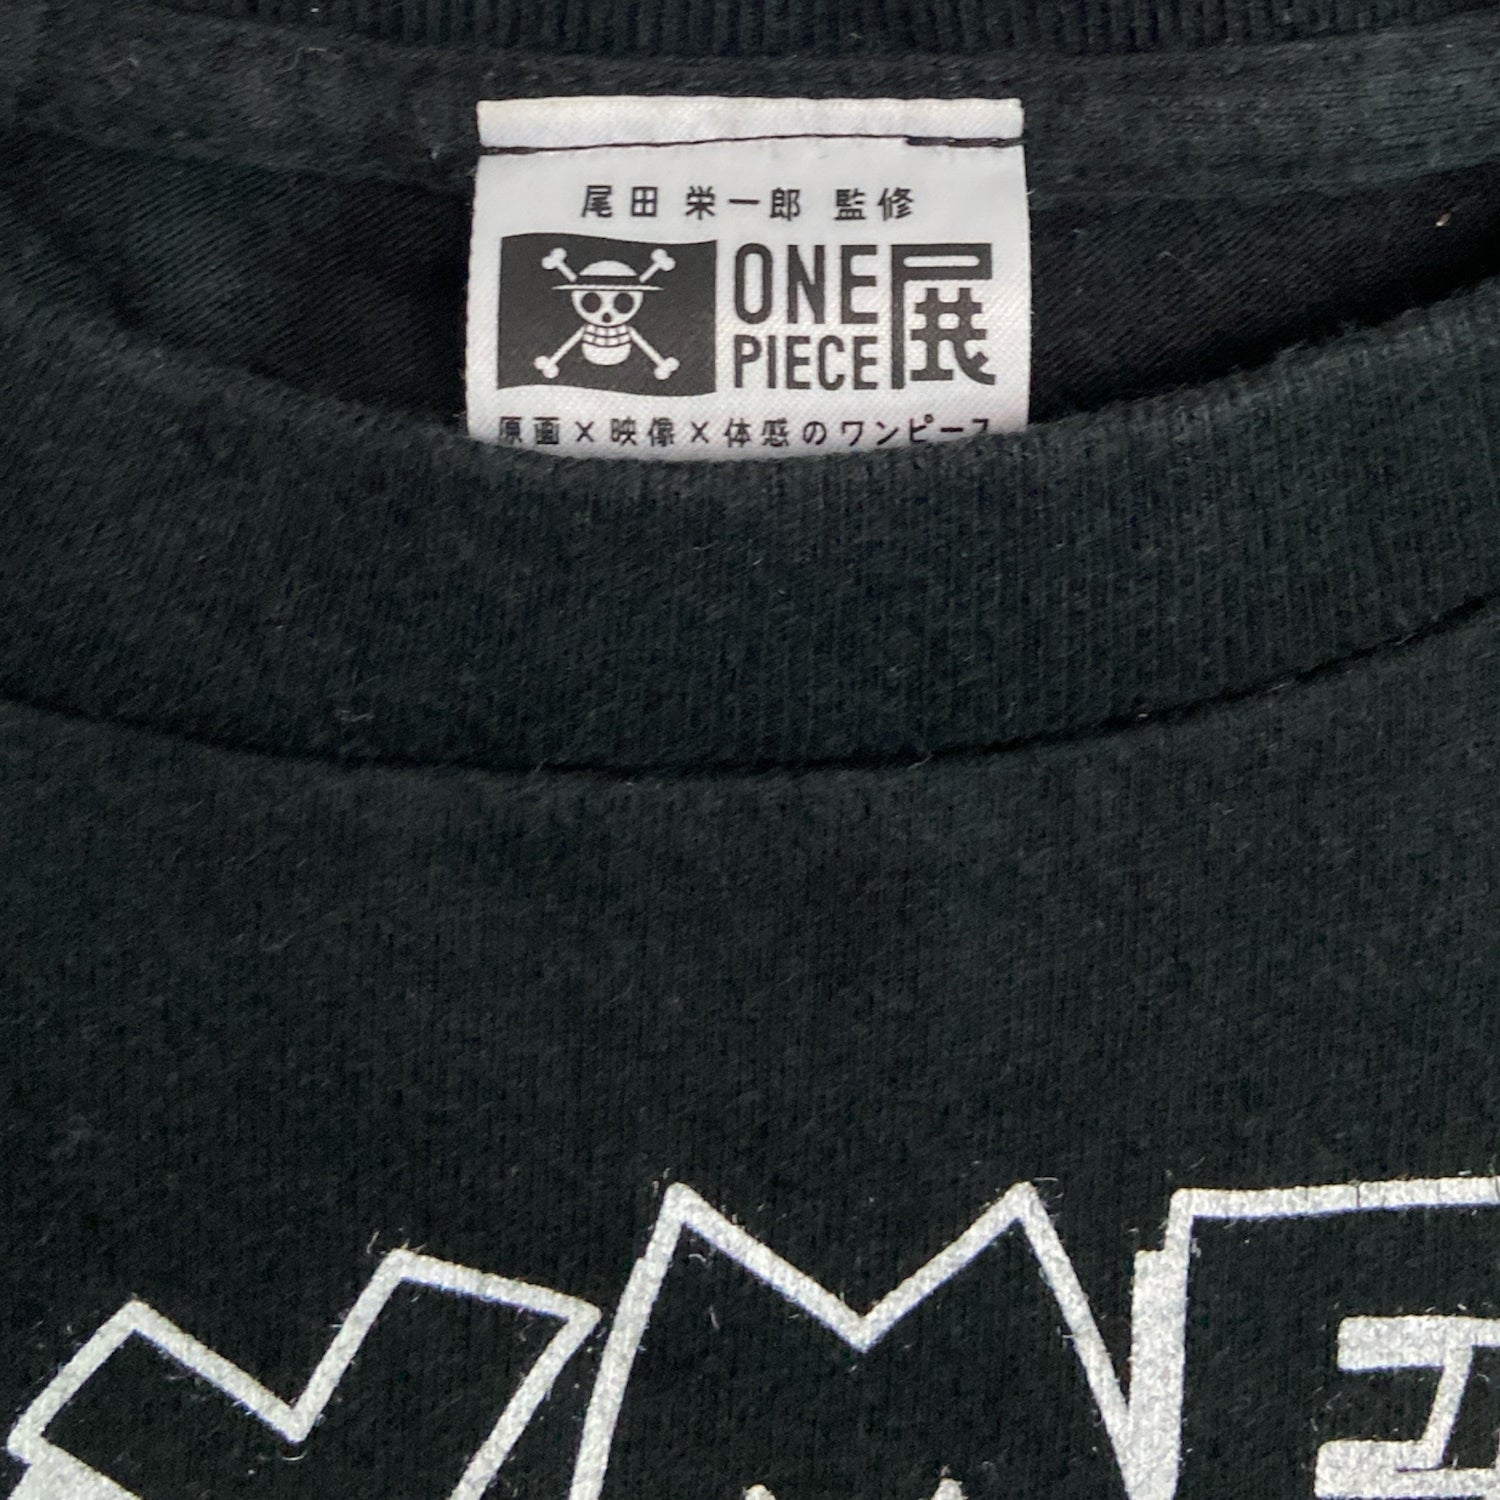 尾田 栄一郎 監修
ONE PIECE 展
原画×映像×体感のワンピース